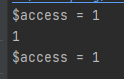 $access = 1
1
$access = 1